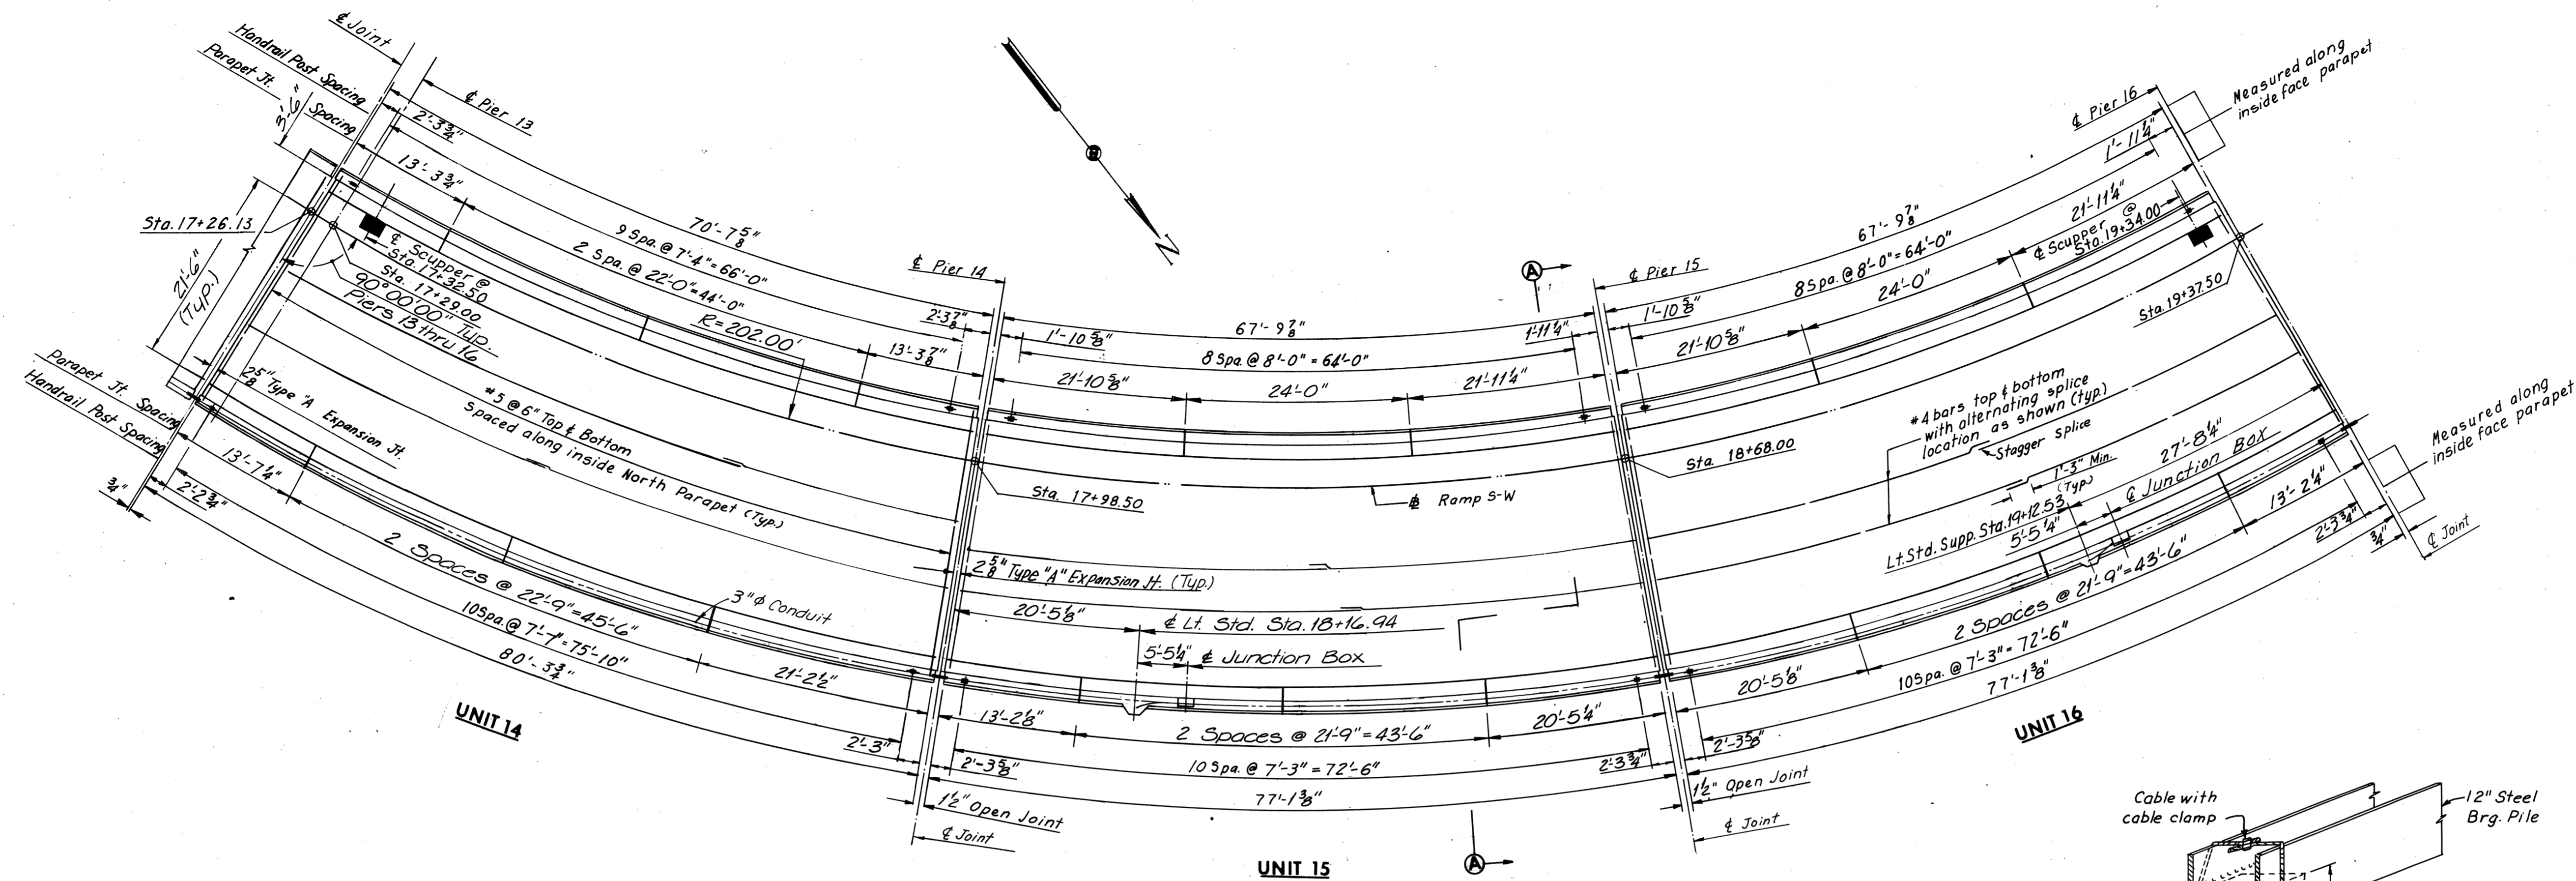 ℄ Joint
Handrail Post Spacing
Parapet Jt. Spacing
3'-6"
℄ Pier 13
2'-3¾"
13'-3¾"
70'-7⅝"
9 Spa. @ 7'-4" = 66'-0"
2 Spa. @ 22'-0" = 44'-0"
R = 202.00'
2'-3⅞"
13'-3⅞"
Sta. 17+26.13
21'-6"
(Typ.)
℄ Scupper @
Sta. 17+32.50
Sta. 17+29.00
90°00'00" Typ.
Piers 13 thru 16
2⅝" Type "A" Expansion Jt.
#5 @ 6" Top & Bottom
Spaced along inside North Parapet (Typ.)
Parapet Jt. Spacing
Handrail Post Spacing
¾"
2'-2¾"
13'-7¼"
2 Spaces @ 22'-9" = 45'-6"
10 Spa. @ 7'-7" = 75'-10"
80'-3¾"
21'-2½"
2'-3"
3"ϕ Conduit
UNIT 14
N
℄ Pier 14
67'-9⅞"
1'-10⅝"
1'-11¼"
8 Spa. @ 8'-0" = 64'-0"
21'-10⅝"
24'-0"
21'-11¼"
Sta. 17+98.50
℄ Ramp S-W
2⅝" Type "A" Expansion Jt. (Typ.)
20'-5⅛"
℄ Lt. Std. Sta. 18+16.94
5'-5¼"
℄ Junction Box
13'-2⅛"
2 Spaces @ 21'-9" = 43'-6"
20'-5¼"
2'-3⅝"
10 Spa. @ 7'-3" = 72'-6"
2'-3¾"
77'-1⅜"
1½" Open Joint
℄ Joint
UNIT 15
A
A
℄ Pier 15
℄ Pier 16
1'-11¼"
67'-9⅞"
8 Spa. @ 8'-0" = 64'-0"
1'-10⅝"
21'-11¼"
24'-0"
21'-10⅝"
℄ Scupper @
Sta. 19+34.00
Sta. 19+37.50
Measured along
inside face parapet
Sta. 18+68.00
#4 bars top & bottom
with alternating splice
location as shown (typ.)
Stagger Splice
1'-3" Min.
(Typ.)
27'-8¼"
℄ Junction Box
Lt. Std. Supp. Sta. 19+12.53
5'-5¼"
13'-2¼"
2'-3¾"
¾"
℄ Joint
Measured along
inside face parapet
20'-5⅛"
2 Spaces @ 21'-9" = 43'-6"
10 Spa. @ 7'-3" = 72'-6"
77'-1⅜"
2'-3⅝"
1½" Open Joint
℄ Joint
UNIT 16
Cable with
cable clamp
12" Steel
Brg. Pile